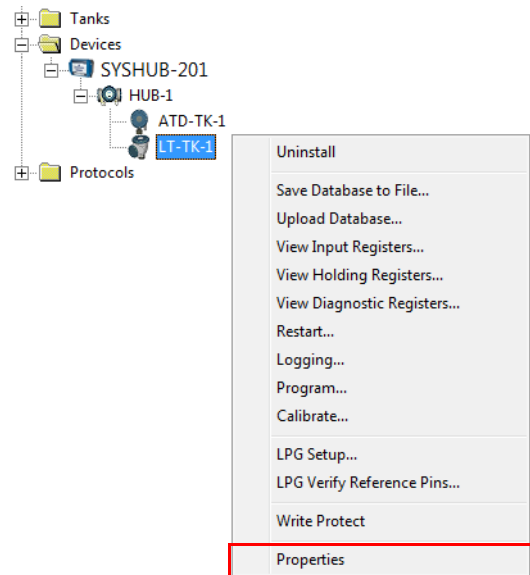 Tanks
Devices
SYSHUB-201
HUB-1
ATD-TK-1
LT-TK-1
Protocols
Uninstall
Save Database to File...
Upload Database...
View Input Registers...
View Holding Registers...
View Diagnostic Registers...
Restart...
Logging...
Program...
Calibrate...
LPG Setup...
LPG Verify Reference Pins...
Write Protect
Properties